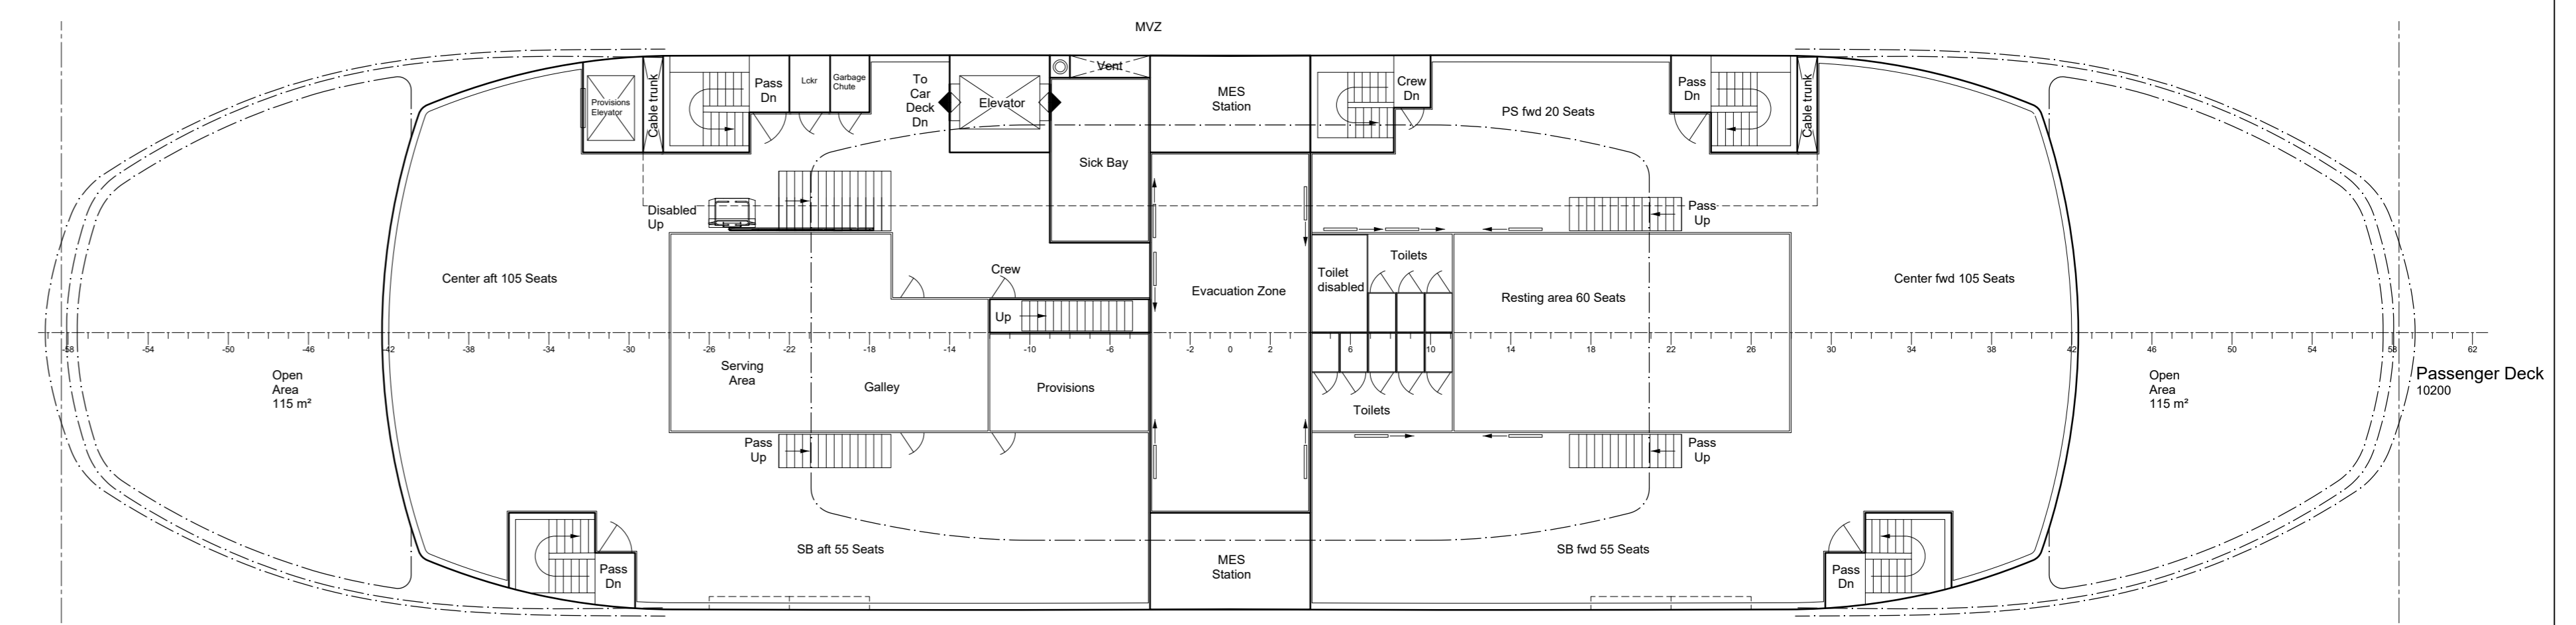 MVZ
Provisions
Elevator
Cable trunk
Pass
Dn
Lckr
Garbage
Chute
To
Car
Deck
Dn
Elevator
Vent
MES
Station
Crew
Dn
PS fwd 20 Seats
Pass
Dn
Cable trunk
Sick Bay
Disabled
Up
Pass
Up
Center aft 105 Seats
Crew
Evacuation Zone
Toilet
disabled
Toilets
Resting area 60 Seats
Center fwd 105 Seats
Up
-58 -54 -50 -46 -42 -38 -34 -30 -26 -22 -18 -14 -10 -6 -2 0 2 6 10 14 18 22 26 30 34 38 42 46 50 54 58 62
Open
Area
115 m²
Serving
Area
Galley
Provisions
Toilets
Open
Area
115 m²
Passenger Deck
10200
Pass
Up
Pass
Up
SB aft 55 Seats
MES
Station
SB fwd 55 Seats
Pass
Dn
Pass
Dn